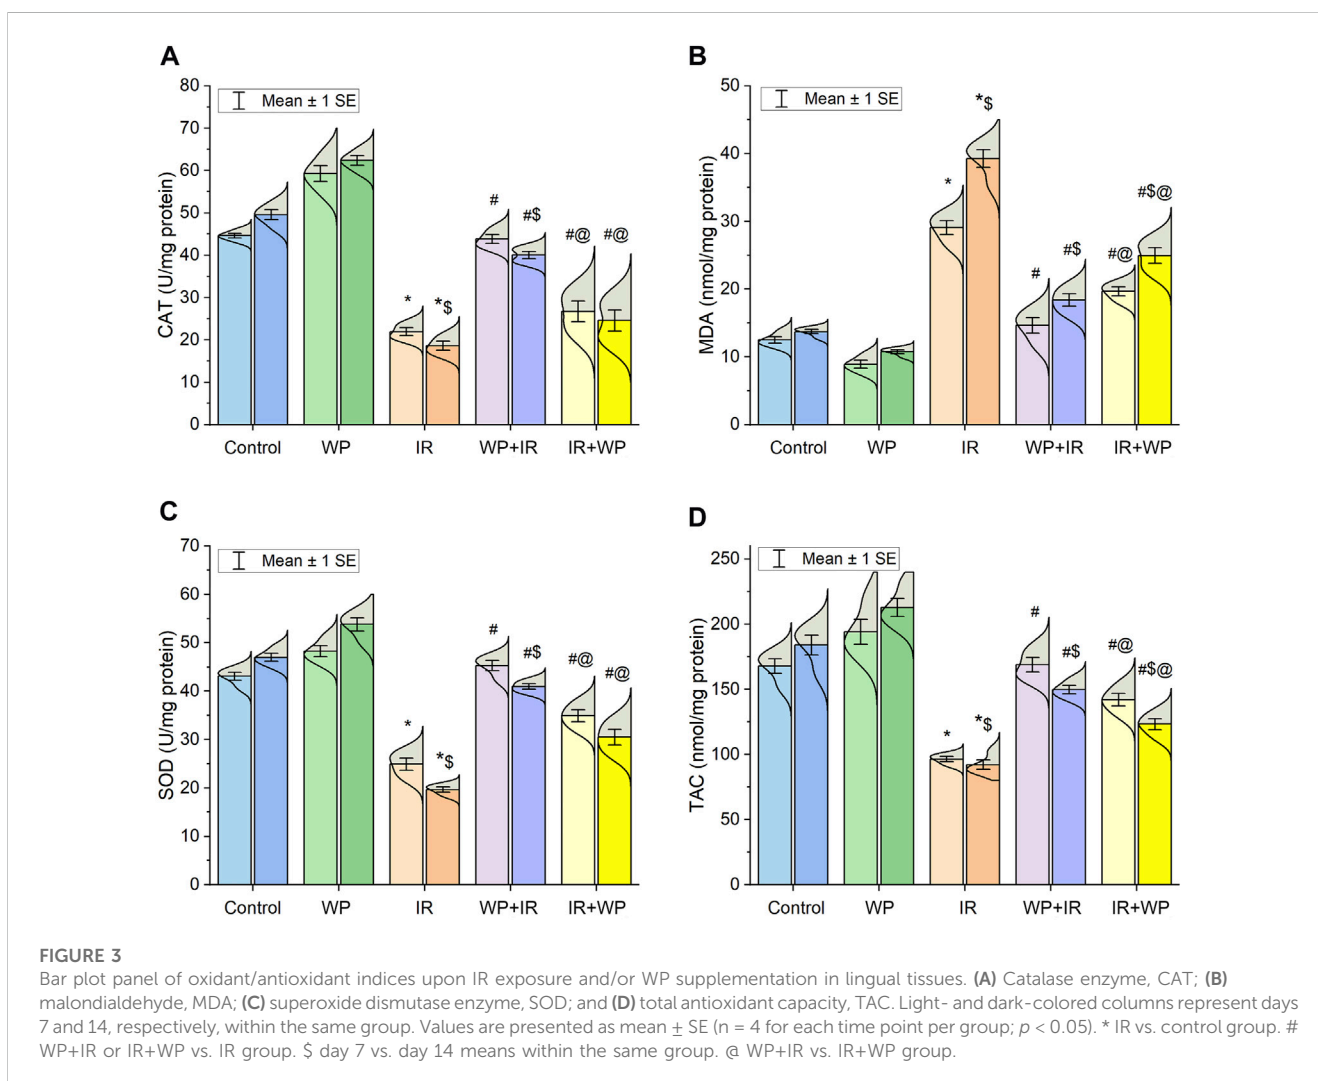 A
Mean ± 1 SE
CAT (U/mg protein)
80
70
60
50
40
30
20
10
0
*
*$
#
#$
#@
#@
Control
WP
IR
WP+IR
IR+WP
B
Mean ± 1 SE
MDA (nmol/mg protein)
50
40
30
20
10
0
*
*$
#
#$
#@
#$@
Control
WP
IR
WP+IR
IR+WP
C
Mean ± 1 SE
SOD (U/mg protein)
70
60
50
40
30
20
10
0
*
*$
#
#$
#@
#@
Control
WP
IR
WP+IR
IR+WP
D
Mean ± 1 SE
TAC (nmol/mg protein)
250
200
150
100
50
0
*
*$
#
#$
#@
#$@
Control
WP
IR
WP+IR
IR+WP
FIGURE 3
Bar plot panel of oxidant/antioxidant indices upon IR exposure and/or WP supplementation in lingual tissues. (A) Catalase enzyme, CAT; (B)
malondialdehyde, MDA; (C) superoxide dismutase enzyme, SOD; and (D) total antioxidant capacity, TAC. Light- and dark-colored columns represent days
7 and 14, respectively, within the same group. Values are presented as mean ± SE (n = 4 for each time point per group; p < 0.05). * IR vs. control group. #
WP+IR or IR+WP vs. IR group. $ day 7 vs. day 14 means within the same group. @ WP+IR vs. IR+WP group.